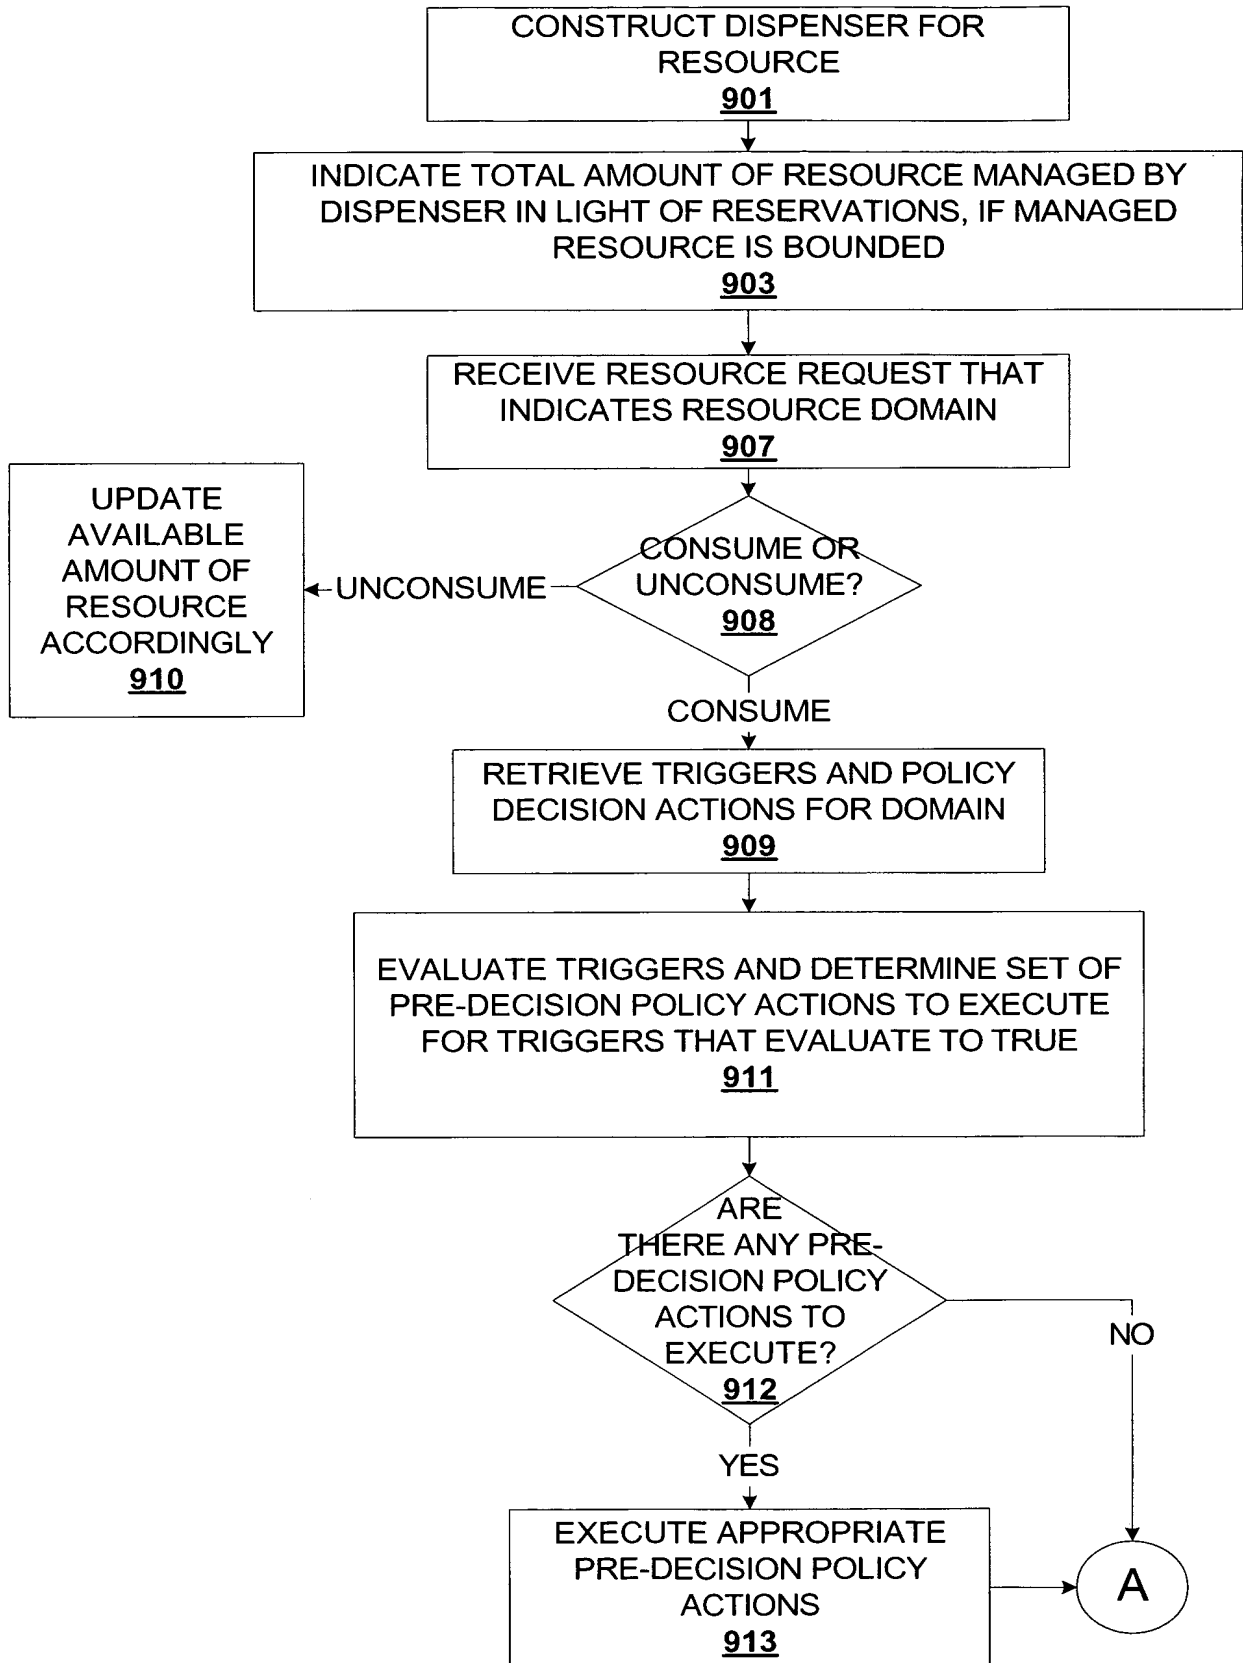 CONSTRUCT DISPENSER FOR
RESOURCE
901
INDICATE TOTAL AMOUNT OF RESOURCE MANAGED BY
DISPENSER IN LIGHT OF RESERVATIONS, IF MANAGED
RESOURCE IS BOUNDED
903
RECEIVE RESOURCE REQUEST THAT
INDICATES RESOURCE DOMAIN
907
CONSUME OR
UNCONSUME?
908
UNCONSUME
UPDATE
AVAILABLE
AMOUNT OF
RESOURCE
ACCORDINGLY
910
CONSUME
RETRIEVE TRIGGERS AND POLICY
DECISION ACTIONS FOR DOMAIN
909
EVALUATE TRIGGERS AND DETERMINE SET OF
PRE-DECISION POLICY ACTIONS TO EXECUTE
FOR TRIGGERS THAT EVALUATE TO TRUE
911
ARE
THERE ANY PRE-
DECISION POLICY
ACTIONS TO
EXECUTE?
912
NO
YES
EXECUTE APPROPRIATE
PRE-DECISION POLICY
ACTIONS
913
A